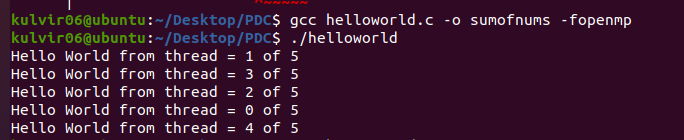 kulvir06@ubuntu:~/Desktop/PDC$ gcc helloworld.c -o sumofnums -fopenmp
kulvir06@ubuntu:~/Desktop/PDC$ ./helloworld
Hello World from thread = 1 of 5
Hello World from thread = 3 of 5
Hello World from thread = 2 of 5
Hello World from thread = 0 of 5
Hello World from thread = 4 of 5